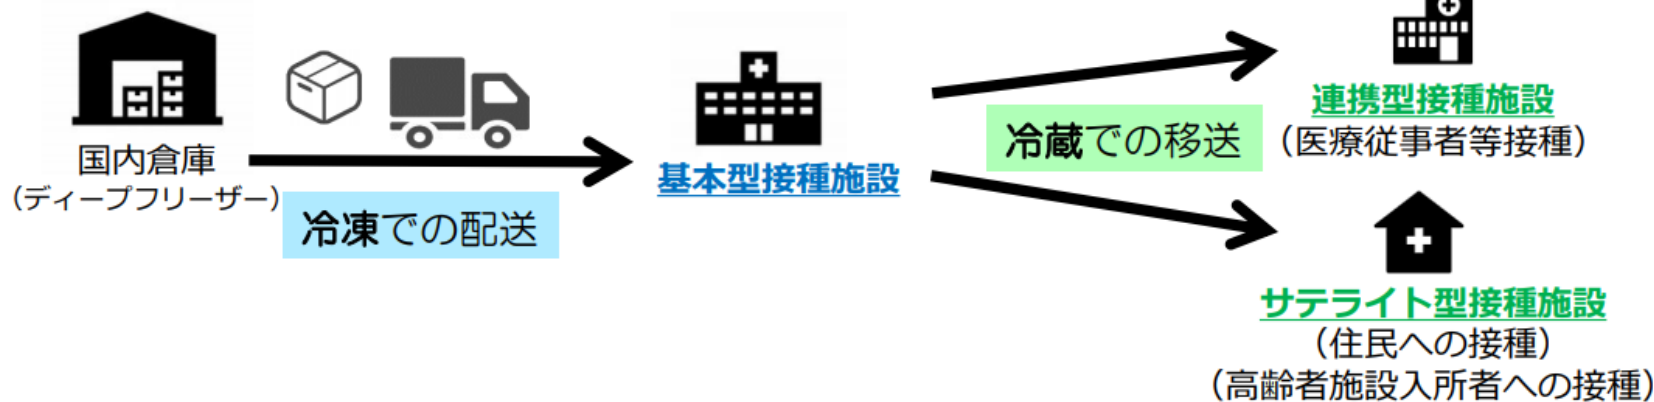 国内倉庫
（ディープフリーザー）
冷凍での配送
基本型接種施設
冷蔵での移送
連携型接種施設
（医療従事者等接種）
サテライト型接種施設
（住民への接種）
（高齢者施設入所者への接種）